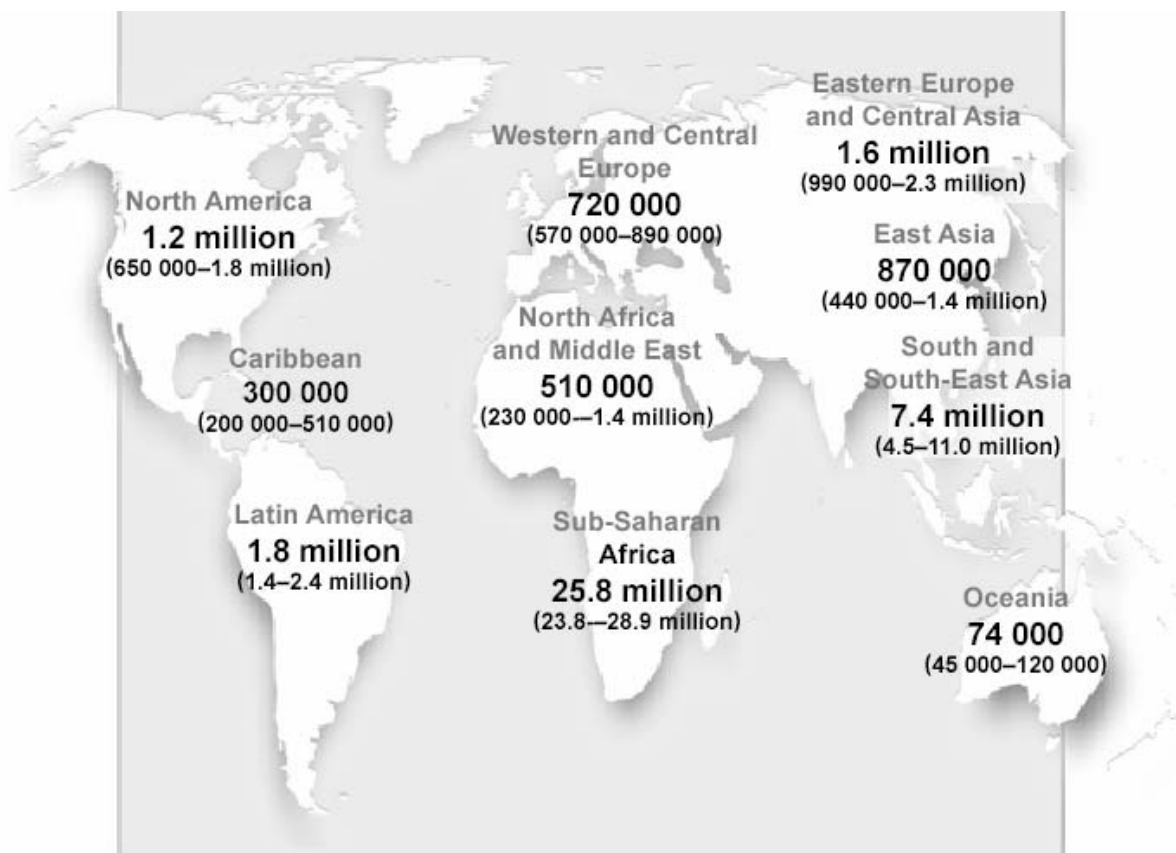 Eastern Europe
and Central Asia
1.6 million
(990 000–2.3 million)
Western and Central
Europe
720 000
(570 000–890 000)
North America
1.2 million
(650 000–1.8 million)
East Asia
870 000
(440 000–1.4 million)
North Africa
and Middle East
510 000
(230 000–1.4 million)
Caribbean
300 000
(200 000–510 000)
South and
South-East Asia
7.4 million
(4.5–11.0 million)
Latin America
1.8 million
(1.4–2.4 million)
Sub-Saharan
Africa
25.8 million
(23.8–28.9 million)
Oceania
74 000
(45 000–120 000)